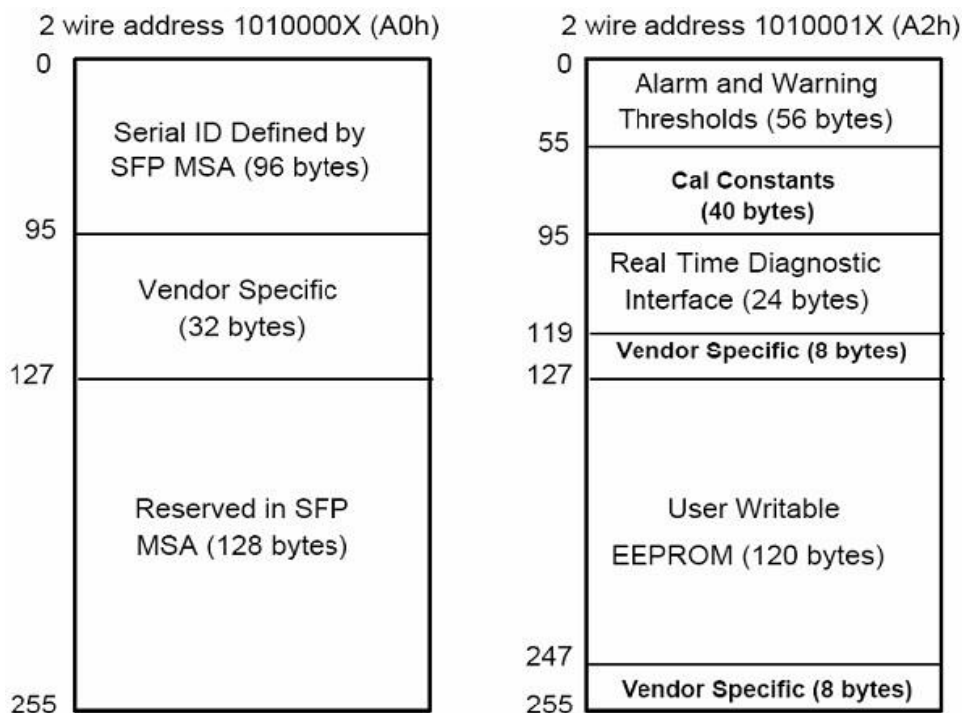 2 wire address 1010000X (A0h)
0
Serial ID Defined by
SFP MSA (96 bytes)
95
Vendor Specific
(32 bytes)
127
Reserved in SFP
MSA (128 bytes)
255
2 wire address 1010001X (A2h)
0
Alarm and Warning
Thresholds (56 bytes)
55
Cal Constants
(40 bytes)
95
Real Time Diagnostic
Interface (24 bytes)
119
Vendor Specific (8 bytes)
127
User Writable
EEPROM (120 bytes)
247
Vendor Specific (8 bytes)
255